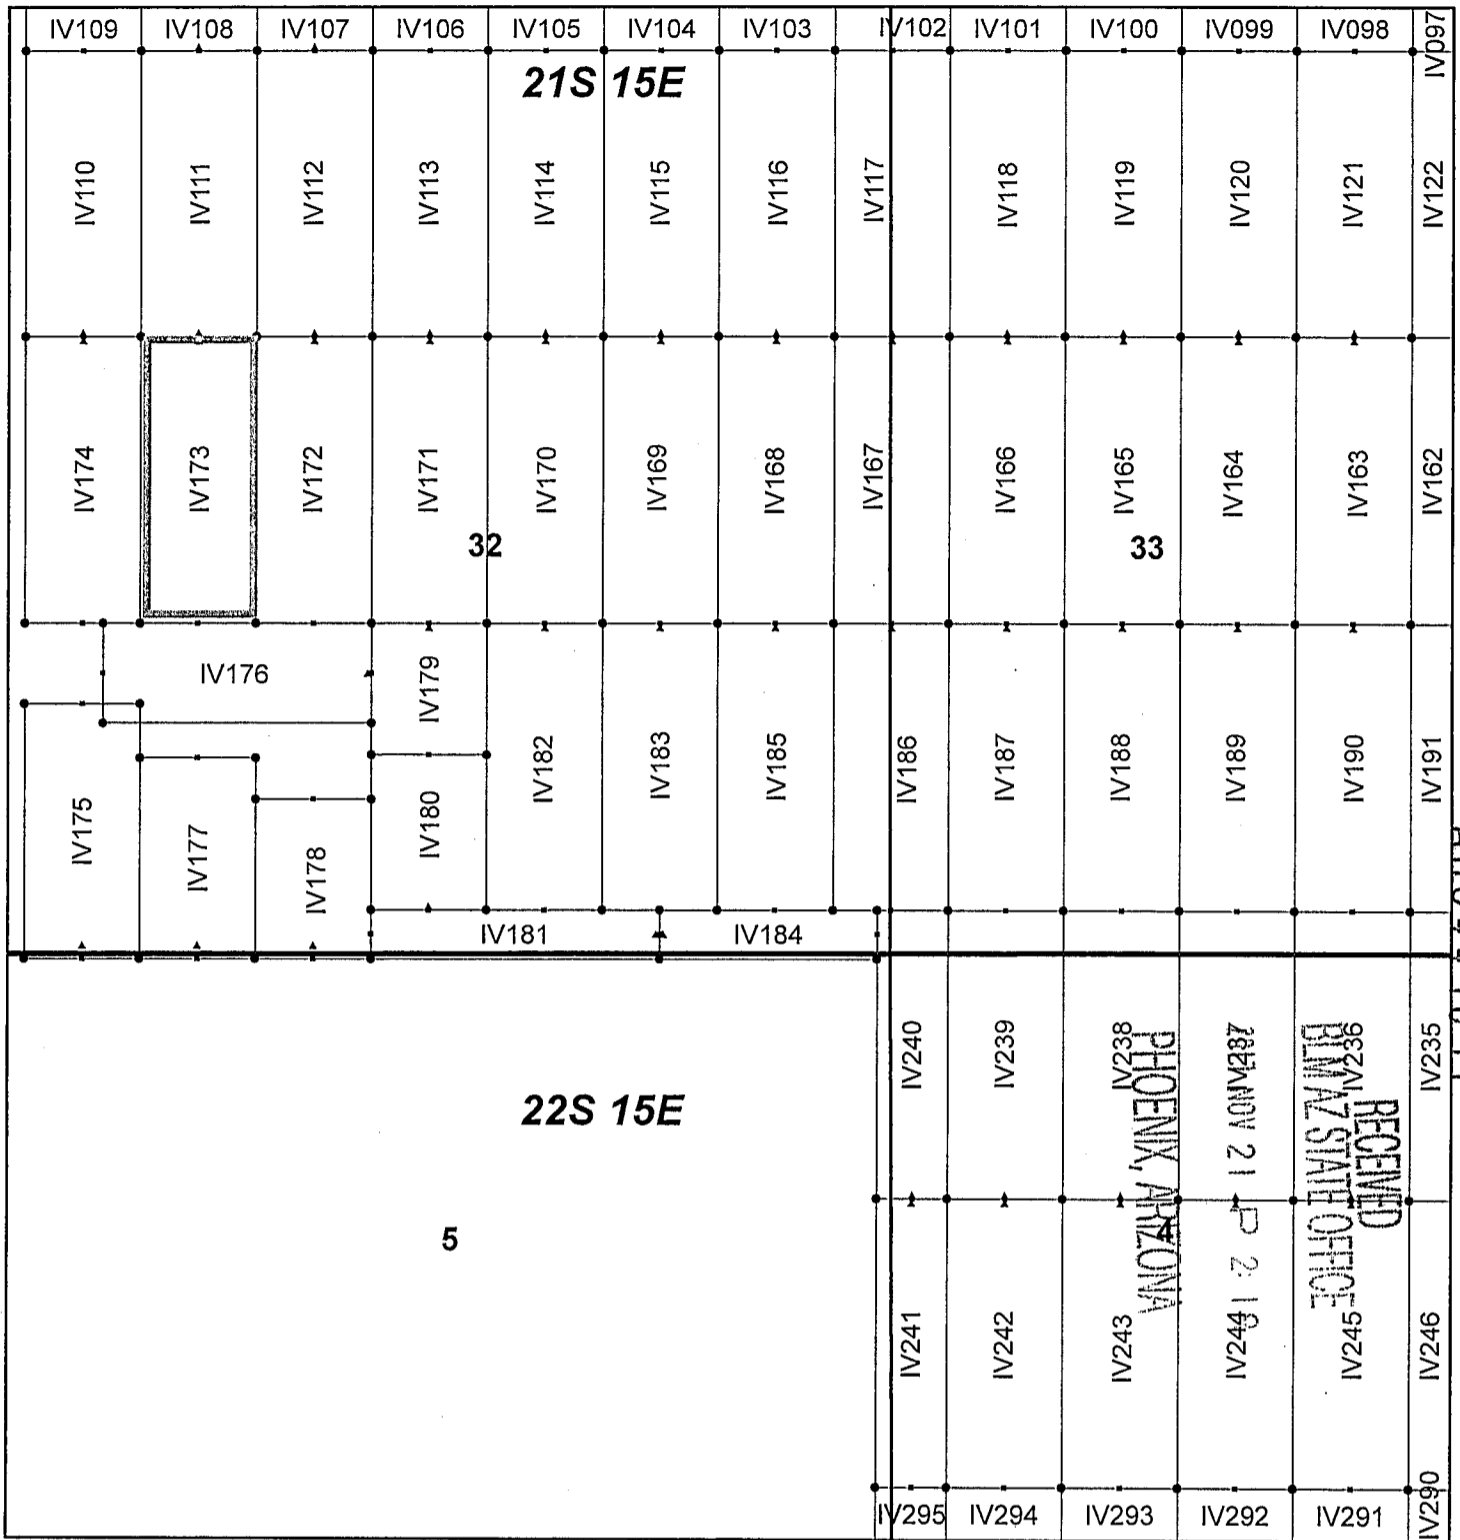 IV109 IV108 IV107 IV106 IV105 IV104 IV103 IV102 IV101 IV100 IV099 IV098 IV097
21S 15E
IV110 IV111 IV112 IV113 IV114 IV115 IV116 IV117 IV118 IV119 IV120 IV121 IV122
IV174 IV173 IV172 IV171 IV170 IV169 IV168 IV167 IV166 IV165 IV164 IV163 IV162
32 33
IV176 IV179
IV175 IV177 IV178 IV180 IV182 IV183 IV185 IV186 IV187 IV188 IV189 IV190 IV191
IV181 IV184
IV240 IV239 IV238 IV236 IV235
22S 15E
RECEIVED
BLM AZ STATE OFFICE
NOV 21 P 2:
PHOENIX, ARIZONA
5 4
IV241 IV242 IV243 IV244 IV245 IV246
IV295 IV294 IV293 IV292 IV291 IV290